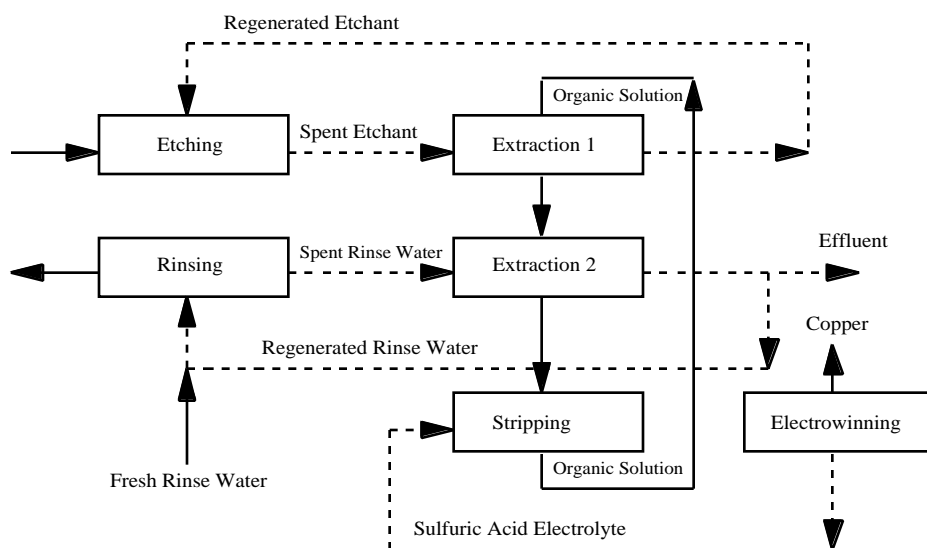 Regenerated Etchant
Organic Solution
Spent Etchant
Etching
Extraction 1
Spent Rinse Water
Effluent
Rinsing
Extraction 2
Copper
Regenerated Rinse Water
Stripping
Electrowinning
Organic Solution
Fresh Rinse Water
Sulfuric Acid Electrolyte